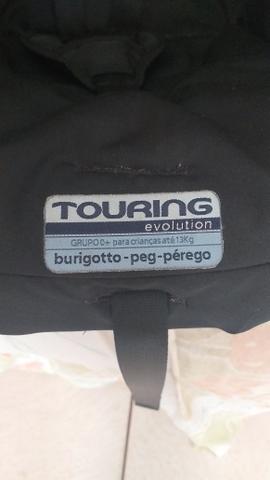 TOURING
evolution
GRUPO 0+ para crianças até 13Kg
burigotto-peg-pérego